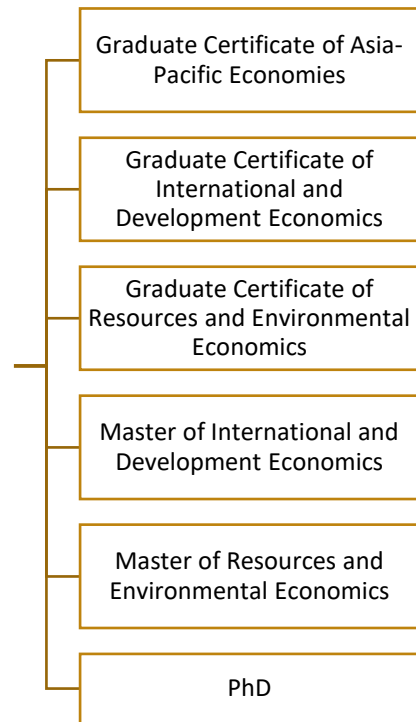 Graduate Certificate of Asia-
Pacific Economies
Graduate Certificate of
International and
Development Economics
Graduate Certificate of
Resources and Environmental
Economics
Master of International and
Development Economics
Master of Resources and
Environmental Economics
PhD